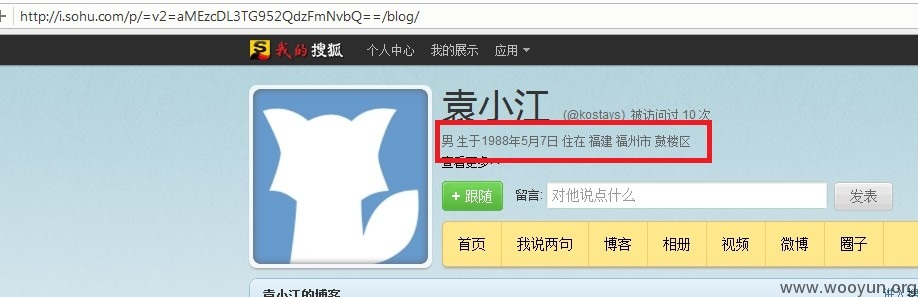 http://i.sohu.com/p/=v2=aMEzcDL3TG952QdzFmNvbQ==/blog/
我的搜狐 个人中心 我的展示 应用
袁小江 (@kostays) 被访问过 10 次
男 生于1988年5月7日 住在 福建 福州市 鼓楼区
查看更多
+ 跟随 留言: 对他说点什么 发表
首页 我说两句 博客 相册 视频 微博 圈子
袁小江的博客
www.wooyun.org